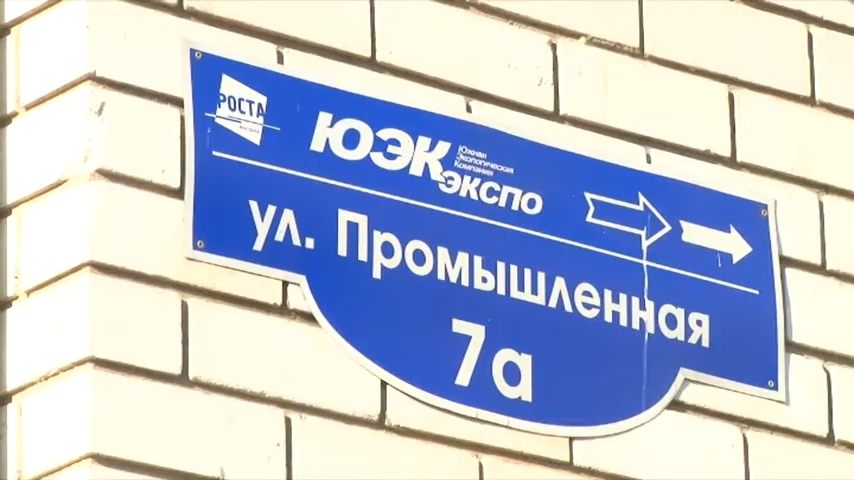 РОСТА
ЮЭК
Южная
Экологическая
Компания
экспо
ул. Промышленная
7а